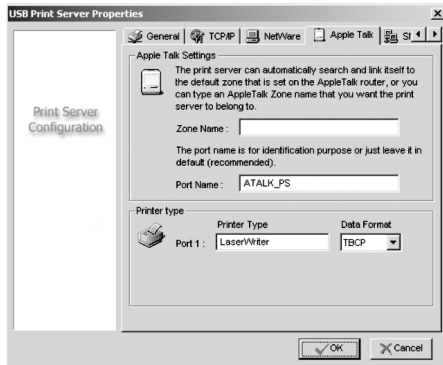 USB Print Server Properties
General TCP/IP NetWare Apple Talk
Print Server
Configuration
Apple Talk Settings
The print server can automatically search and link itself to
the default zone that is set on the AppleTalk router, or you
can type an AppleTalk Zone name that you want the print
server to belong to.
Zone Name :
The port name is for identification purpose or just leave it in
default (recommended).
Port Name : ATALK_PS
Printer type
Printer Type Data Format
Port 1 : LaserWriter TBCP
OK Cancel